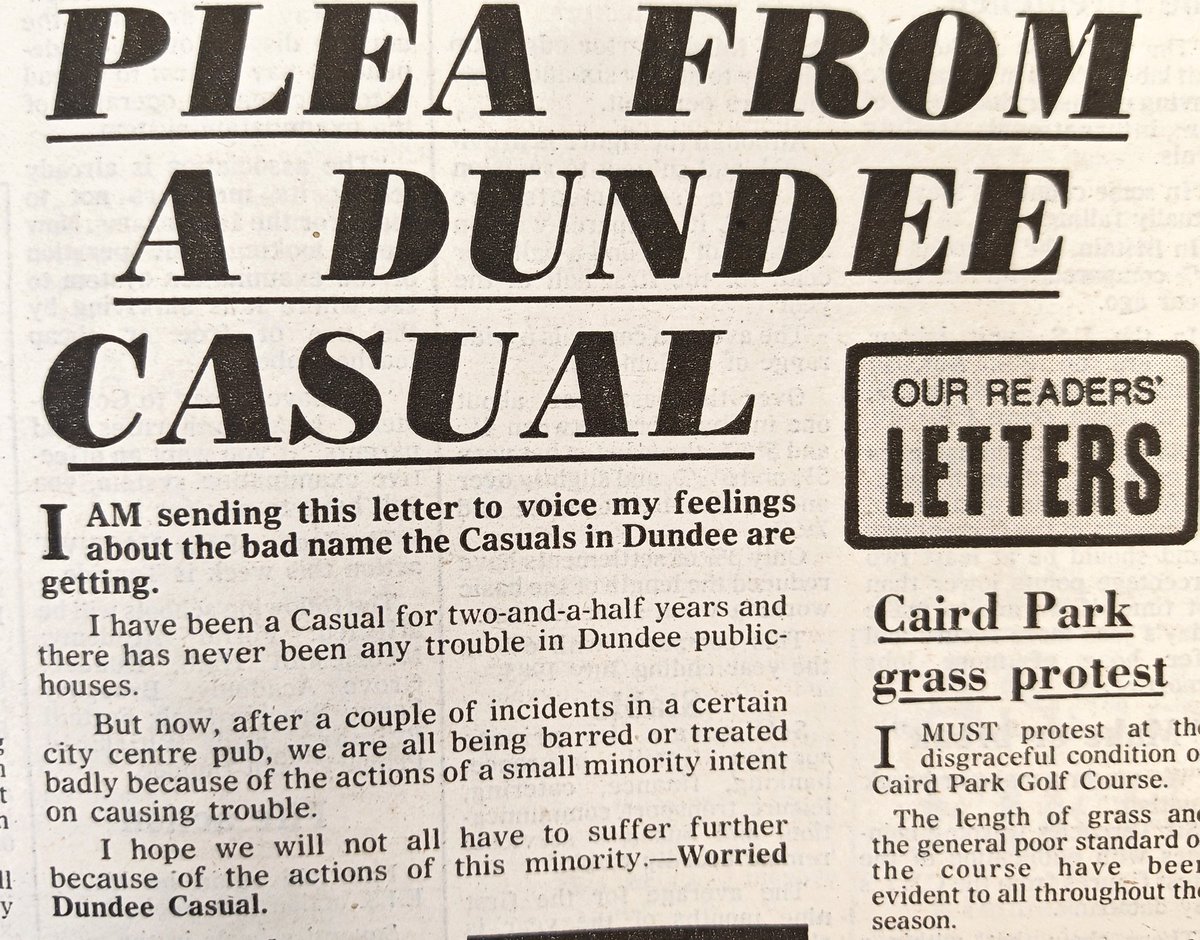 PLEA FROM
A DUNDEE
CASUAL
I AM sending this letter to voice my feelings
about the bad name the Casuals in Dundee are
getting.
I have been a Casual for two-and-a-half years and
there has never been any trouble in Dundee public-
houses.
But now, after a couple of incidents in a certain
city centre pub, we are all being barred or treated
badly because of the actions of a small minority intent
on causing trouble.
I hope we will not all have to suffer further
because of the actions of this minority.—Worried
Dundee Casual.
OUR READERS'
LETTERS
Caird Park
grass protest
I MUST protest at the
disgraceful condition o
Caird Park Golf Course.
The length of grass and
the general poor standard o
the course have been
evident to all throughout the
season.